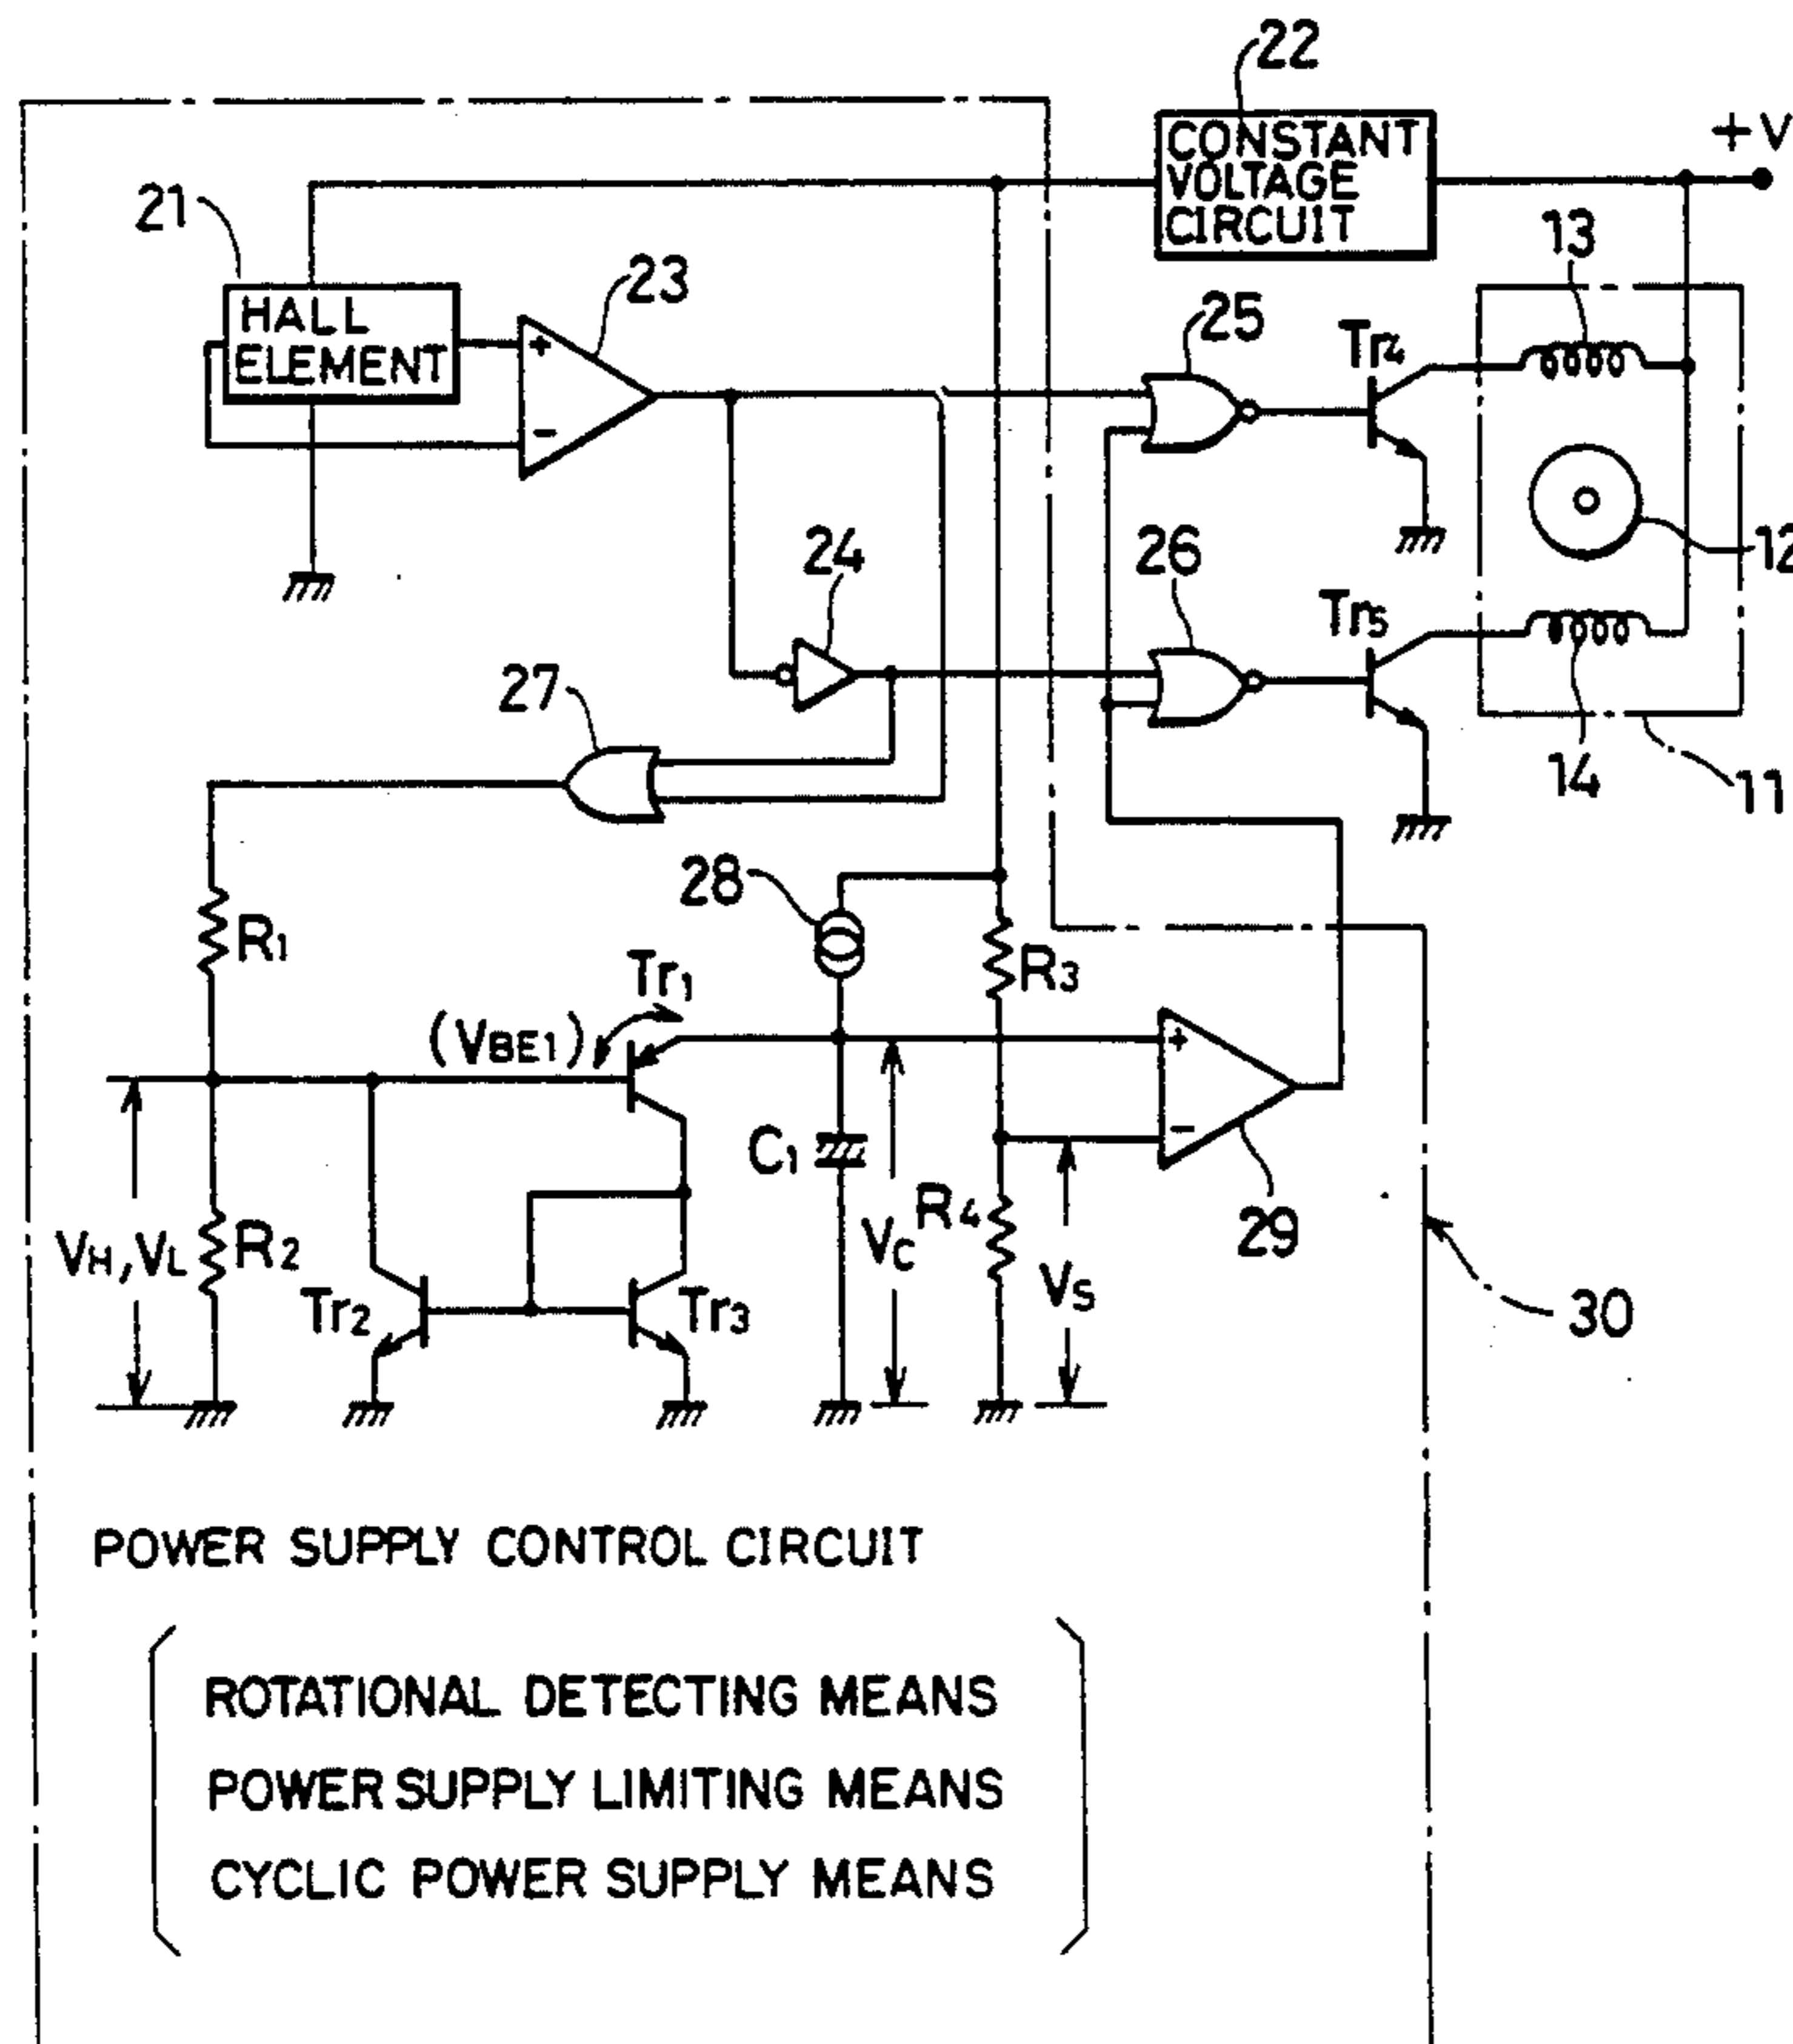 22
CONSTANT
VOLTAGE
CIRCUIT
+V
21
HALL
ELEMENT
23
+
-
25
Tr4
13
12
24
26
Tr5
14
11
27
28
R1
R3
Tr1
(VBE1)
+
-
29
C1
VC
R4
VS
VH,VL
R2
Tr2
Tr3
30
POWER SUPPLY CONTROL CIRCUIT
ROTATIONAL DETECTING MEANS
POWER SUPPLY LIMITING MEANS
CYCLIC POWER SUPPLY MEANS